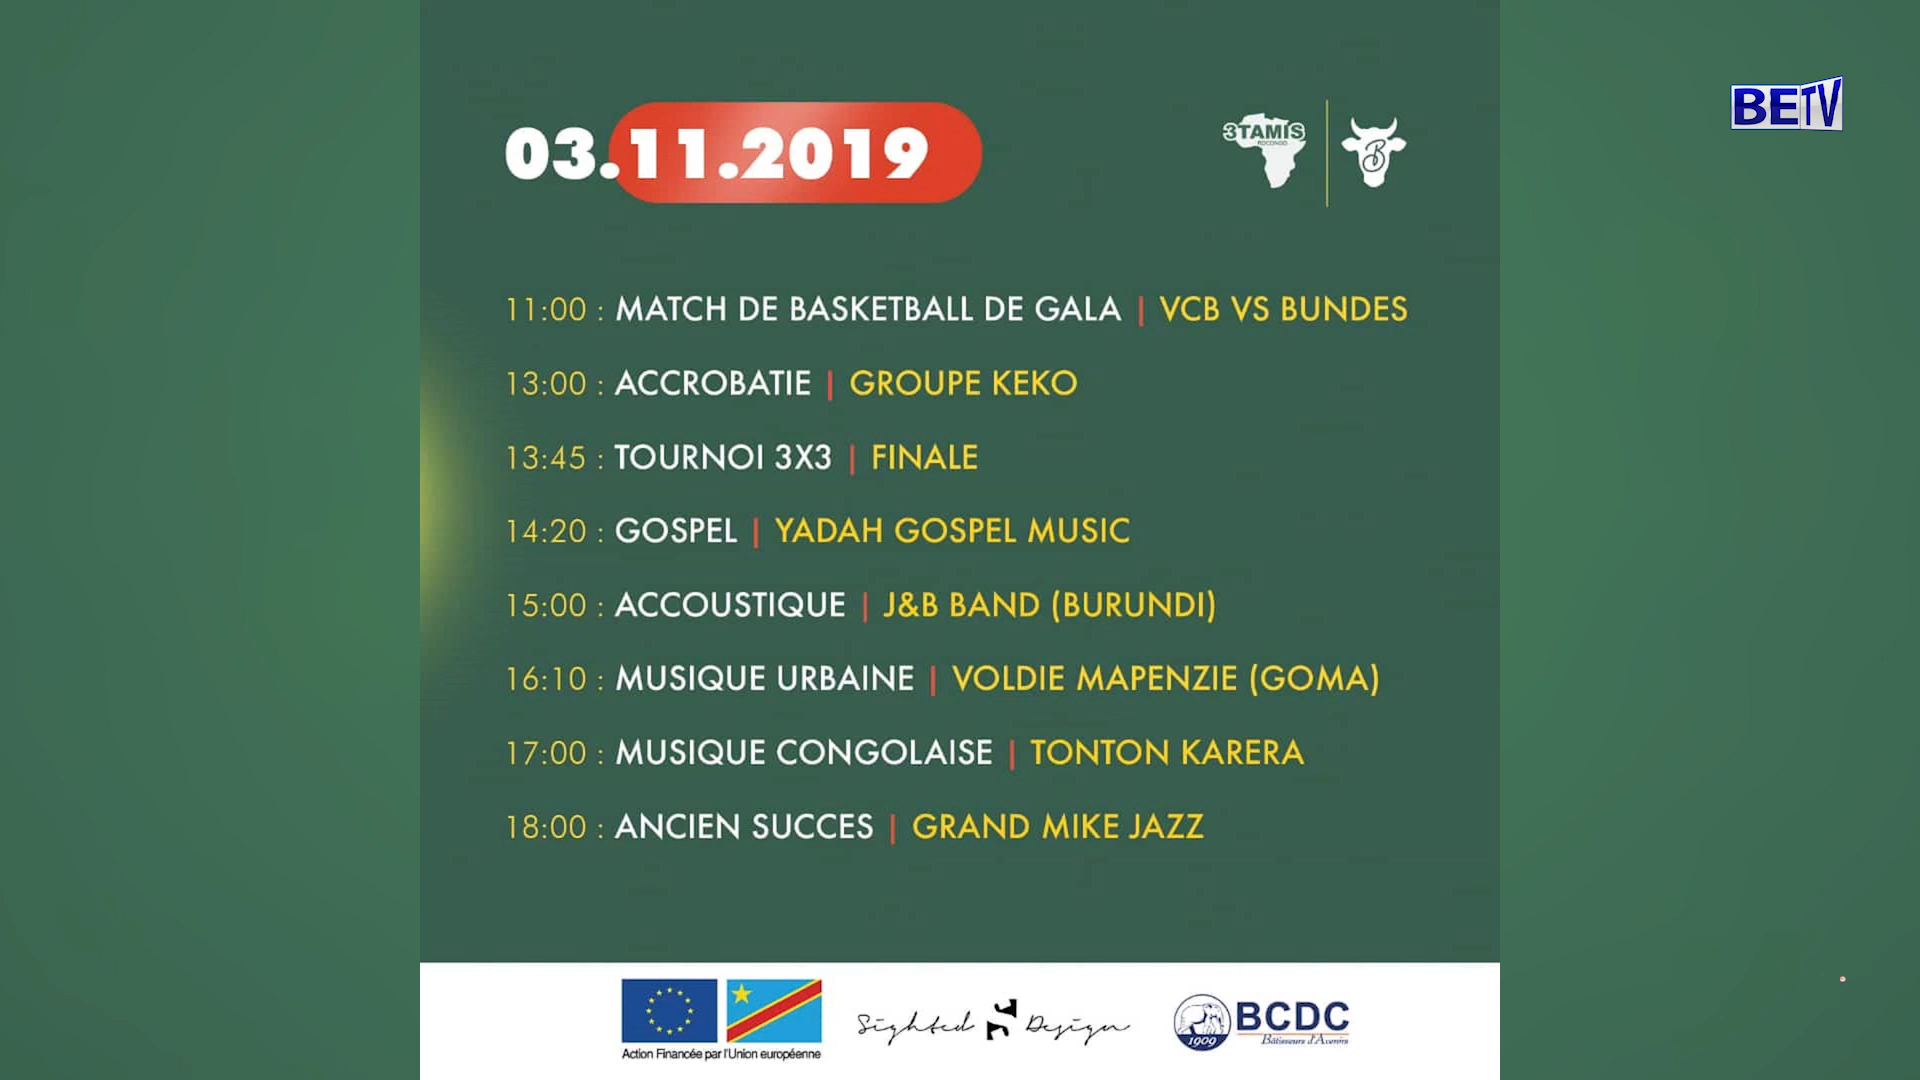 BETV
03.11.2019
3TAMIS
ROCONGO
B
11:00 : MATCH DE BASKETBALL DE GALA | VCB VS BUNDES
13:00 : ACCROBATIE | GROUPE KEKO
13:45 : TOURNOI 3X3 | FINALE
14:20 : GOSPEL | YADAH GOSPEL MUSIC
15:00 : ACCOUSTIQUE | J&B BAND (BURUNDI)
16:10 : MUSIQUE URBAINE | VOLDIE MAPENZIE (GOMA)
17:00 : MUSIQUE CONGOLAISE | TONTON KARERA
18:00 : ANCIEN SUCCES | GRAND MIKE JAZZ
Action Financée par l'Union européenne
Sighted Design
BCDC
Bâtisseurs d'Avenirs
1909